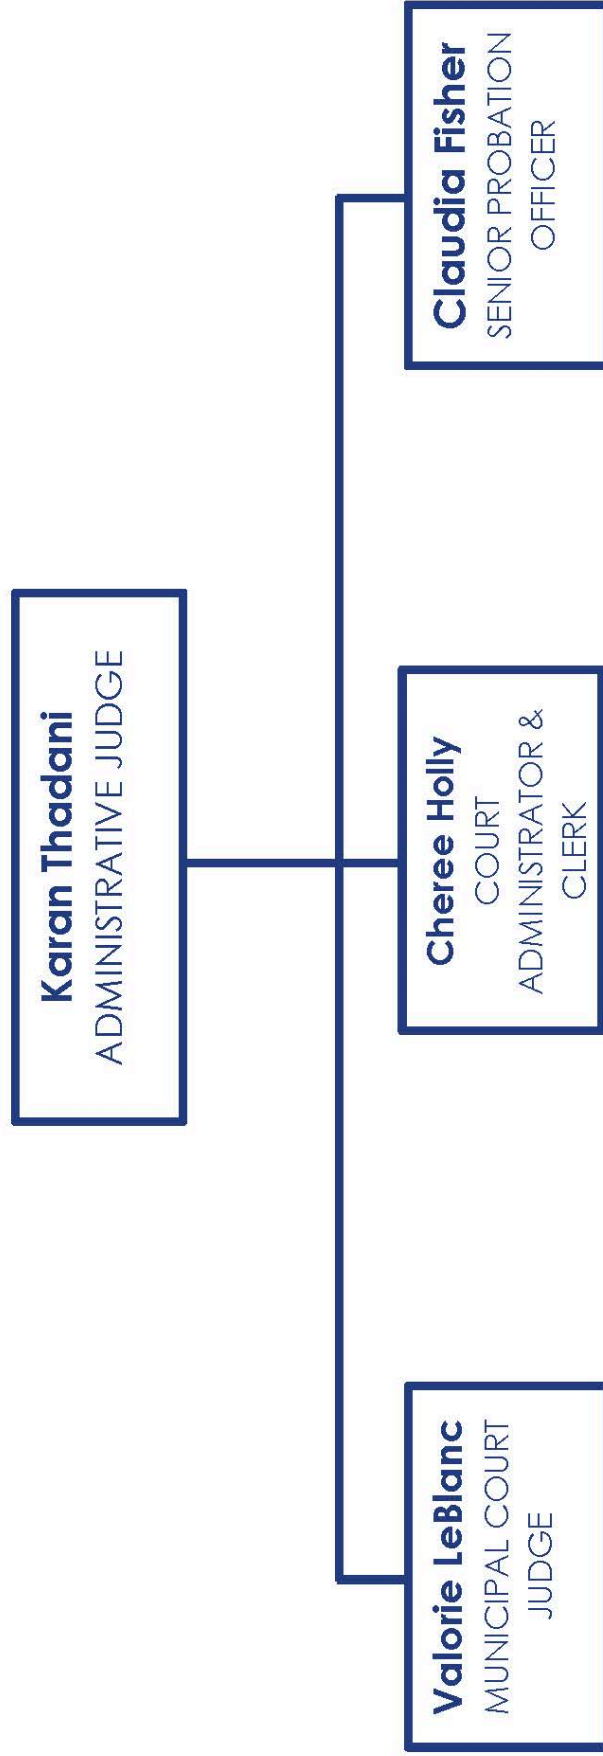 Karan Thadani
ADMINISTRATIVE JUDGE
Valorie LeBlanc
MUNICIPAL COURT
JUDGE
Cheree Holly
COURT
ADMINISTRATOR &
CLERK
Claudia Fisher
SENIOR PROBATION
OFFICER